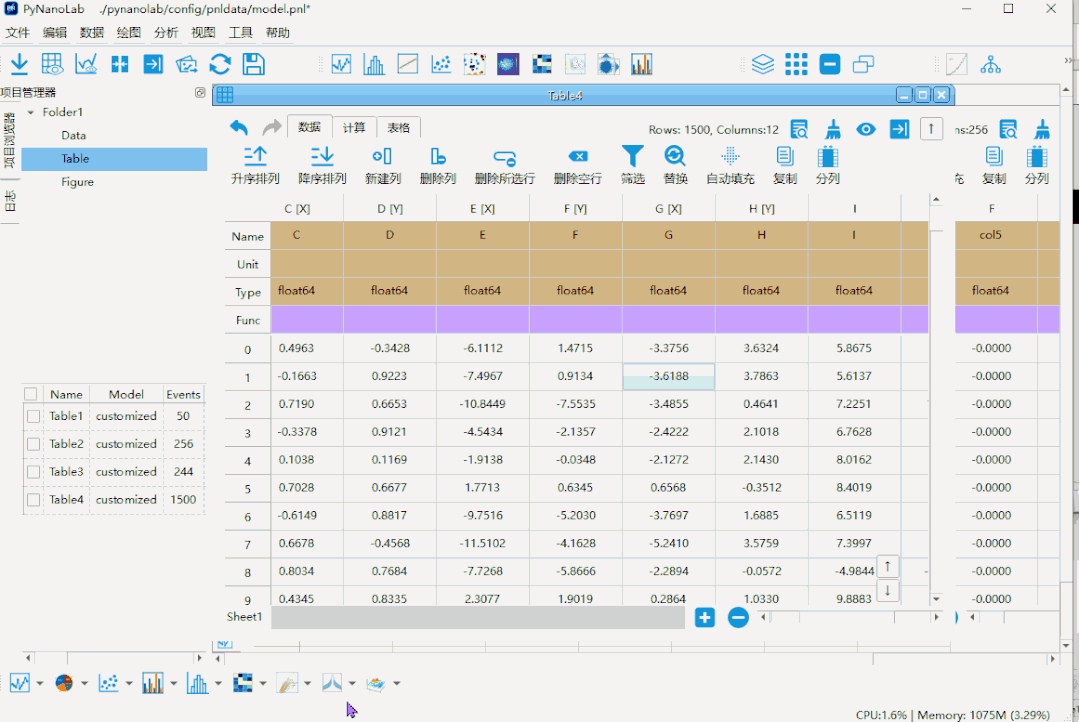 PyNanoLab ./pynanolab/config/pnldata/model.pnl*
文件 编辑 数据 绘图 分析 视图 工具 帮助
项目管理器
项目浏览器
日志
Folder1
Data
Table
Figure
Name Model Events
Table1 customized 50
Table2 customized 256
Table3 customized 244
Table4 customized 1500
Table4
数据 计算 表格
Rows: 1500, Columns:12
ns:256
升序排列 降序排列 新建列 删除列 删除所选行 删除空行 筛选 替换 自动填充 复制 分列
充 复制 分列
C [X] D [Y] E [X] F [Y] G [X] H [Y] I F
Name C D E F G H I col5
Unit
Type float64 float64 float64 float64 float64 float64 float64 float64
Func
0 0.4963 -0.3428 -6.1112 1.4715 -3.3756 3.6324 5.8675 -0.0000
1 -0.1663 0.9223 -7.4967 0.9134 -3.6188 3.7863 5.6137 -0.0000
2 0.7190 0.6653 -10.8449 -7.5535 -3.4855 0.4641 7.2251 -0.0000
3 -0.3378 0.9121 -4.5434 -2.1357 -2.4222 2.1018 6.7628 -0.0000
4 0.1038 0.1169 -1.9138 -0.0348 -2.1272 2.1430 8.0162 -0.0000
5 0.7028 0.6677 1.7713 0.6345 0.6568 -0.3512 8.4019 -0.0000
6 -0.6149 0.8817 -9.7516 -5.2030 -3.7697 1.6885 6.5119 -0.0000
7 0.6678 -0.4568 -11.5102 -4.1628 -5.2410 3.5759 7.3997 -0.0000
8 0.8034 0.7684 -7.7268 -5.8666 -2.2894 -0.0572 -4.9844 - -0.0000
9 0.4345 0.8335 2.3077 1.9019 0.2864 1.0330 9.8883 -0.0000
Sheet1
CPU:1.6% | Memory: 1075M (3.29%)